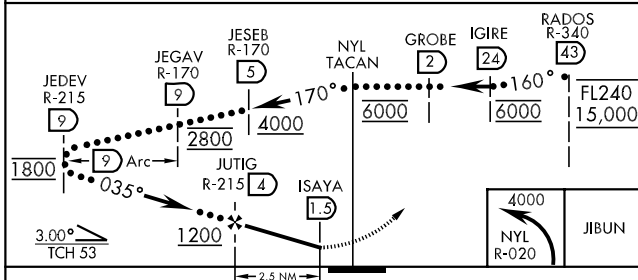 RADOS
R-340
43
IGIRE
24
GROBE
2
NYL
TACAN
JESEB
R-170
5
JEGAV
R-170
9
JEDEV
R-215
9
160°
170°
FL240
15,000
6000
6000
4000
2800
1800
9 Arc
035°
JUTIG
R-215 4
ISAYA
1.5
1200
3.00°
TCH 53
2.5 NM
4000
NYL
R-020
JIBUN